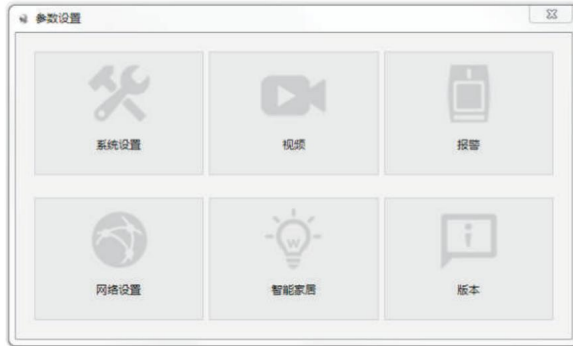 参数设置
系统设置
视频
报警
网络设置
智能家居
版本